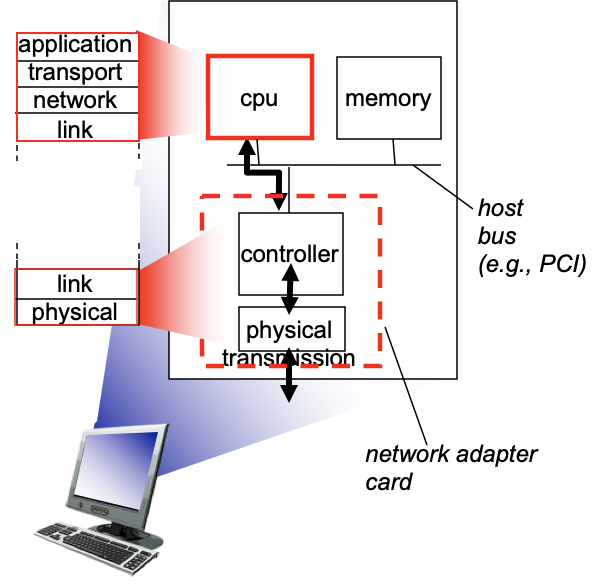 application
transport
network
link
cpu
memory
host
bus
(e.g., PCI)
controller
link
physical
physical
transmission
network adapter
card